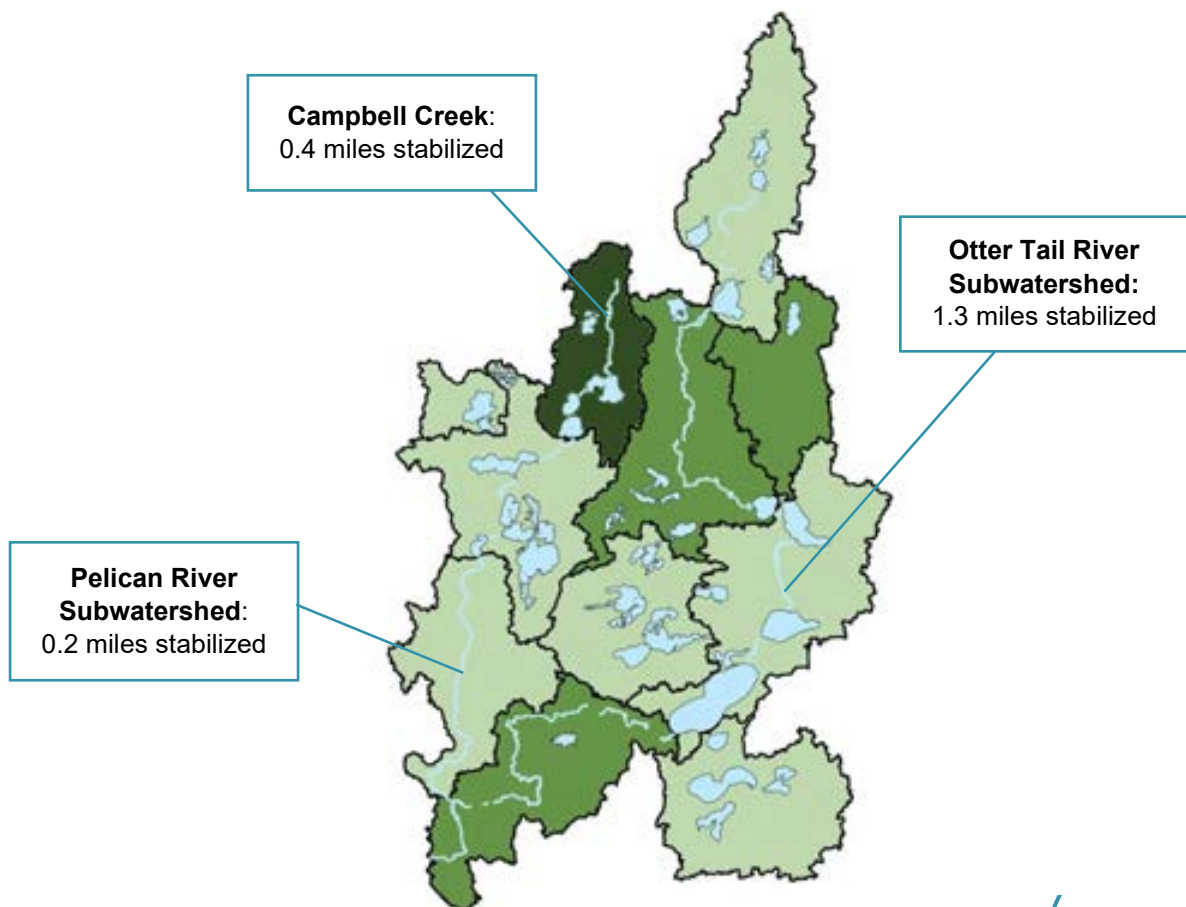 Campbell Creek:
0.4 miles stabilized
Otter Tail River
Subwatershed:
1.3 miles stabilized
Pelican River
Subwatershed:
0.2 miles stabilized